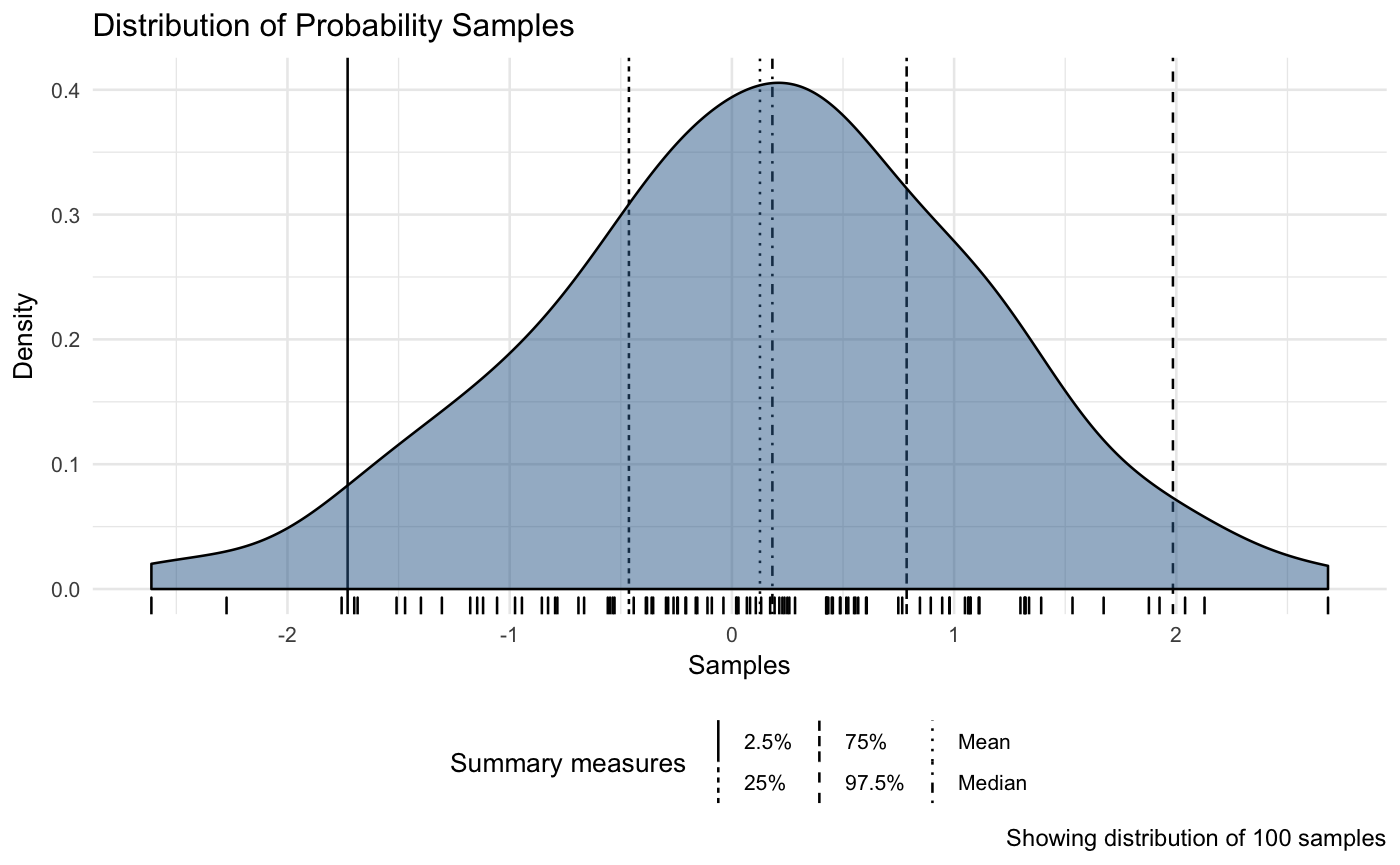 Distribution of Probability Samples
0.4
0.3
0.2
0.1
0.0
Density
-2 -1 0 1 2
Samples
Summary measures
2.5% 75% Mean
25% 97.5% Median
Showing distribution of 100 samples